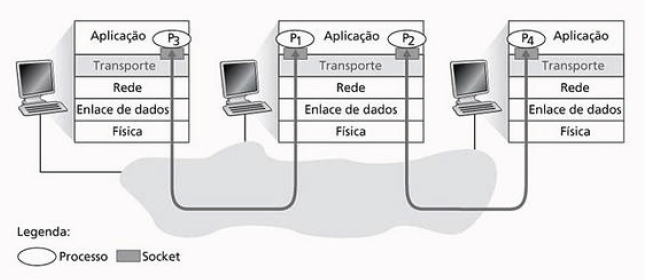 Aplicação P3
Transporte
Rede
Enlace de dados
Física
P1 Aplicação P2
Transporte
Rede
Enlace de dados
Física
P4 Aplicação
Transporte
Rede
Enlace de dados
Física
Legenda:
Processo Socket